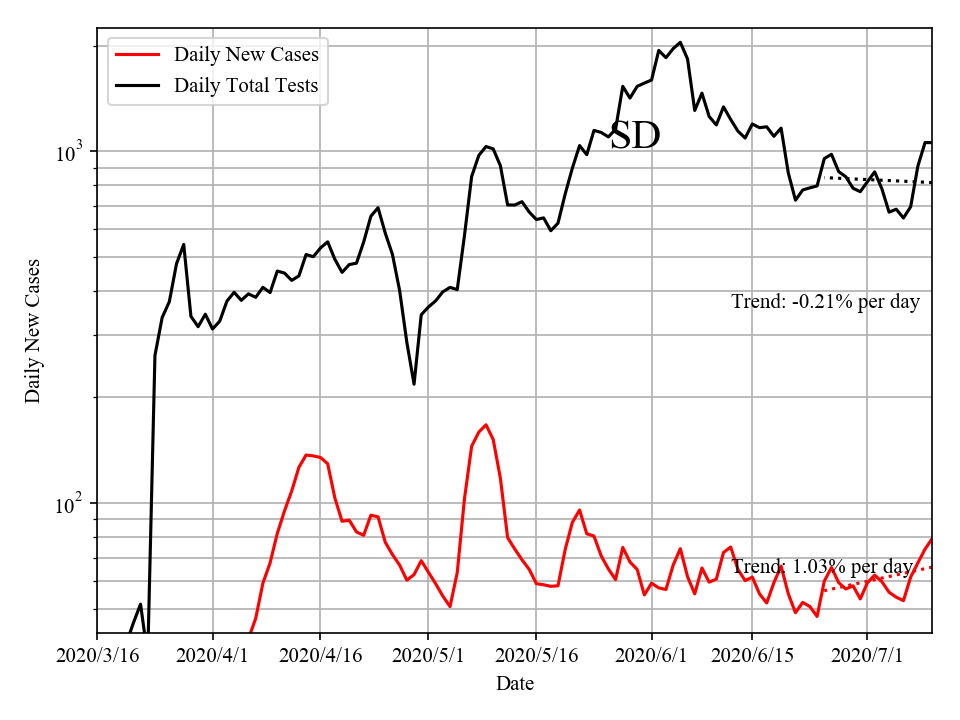 Daily New Cases
Daily Total Tests
SD
10^3
Trend: -0.21% per day
Daily New Cases
10^2
Trend: 1.03% per day
2020/3/16 2020/4/1 2020/4/16 2020/5/1 2020/5/16 2020/6/1 2020/6/15 2020/7/1
Date